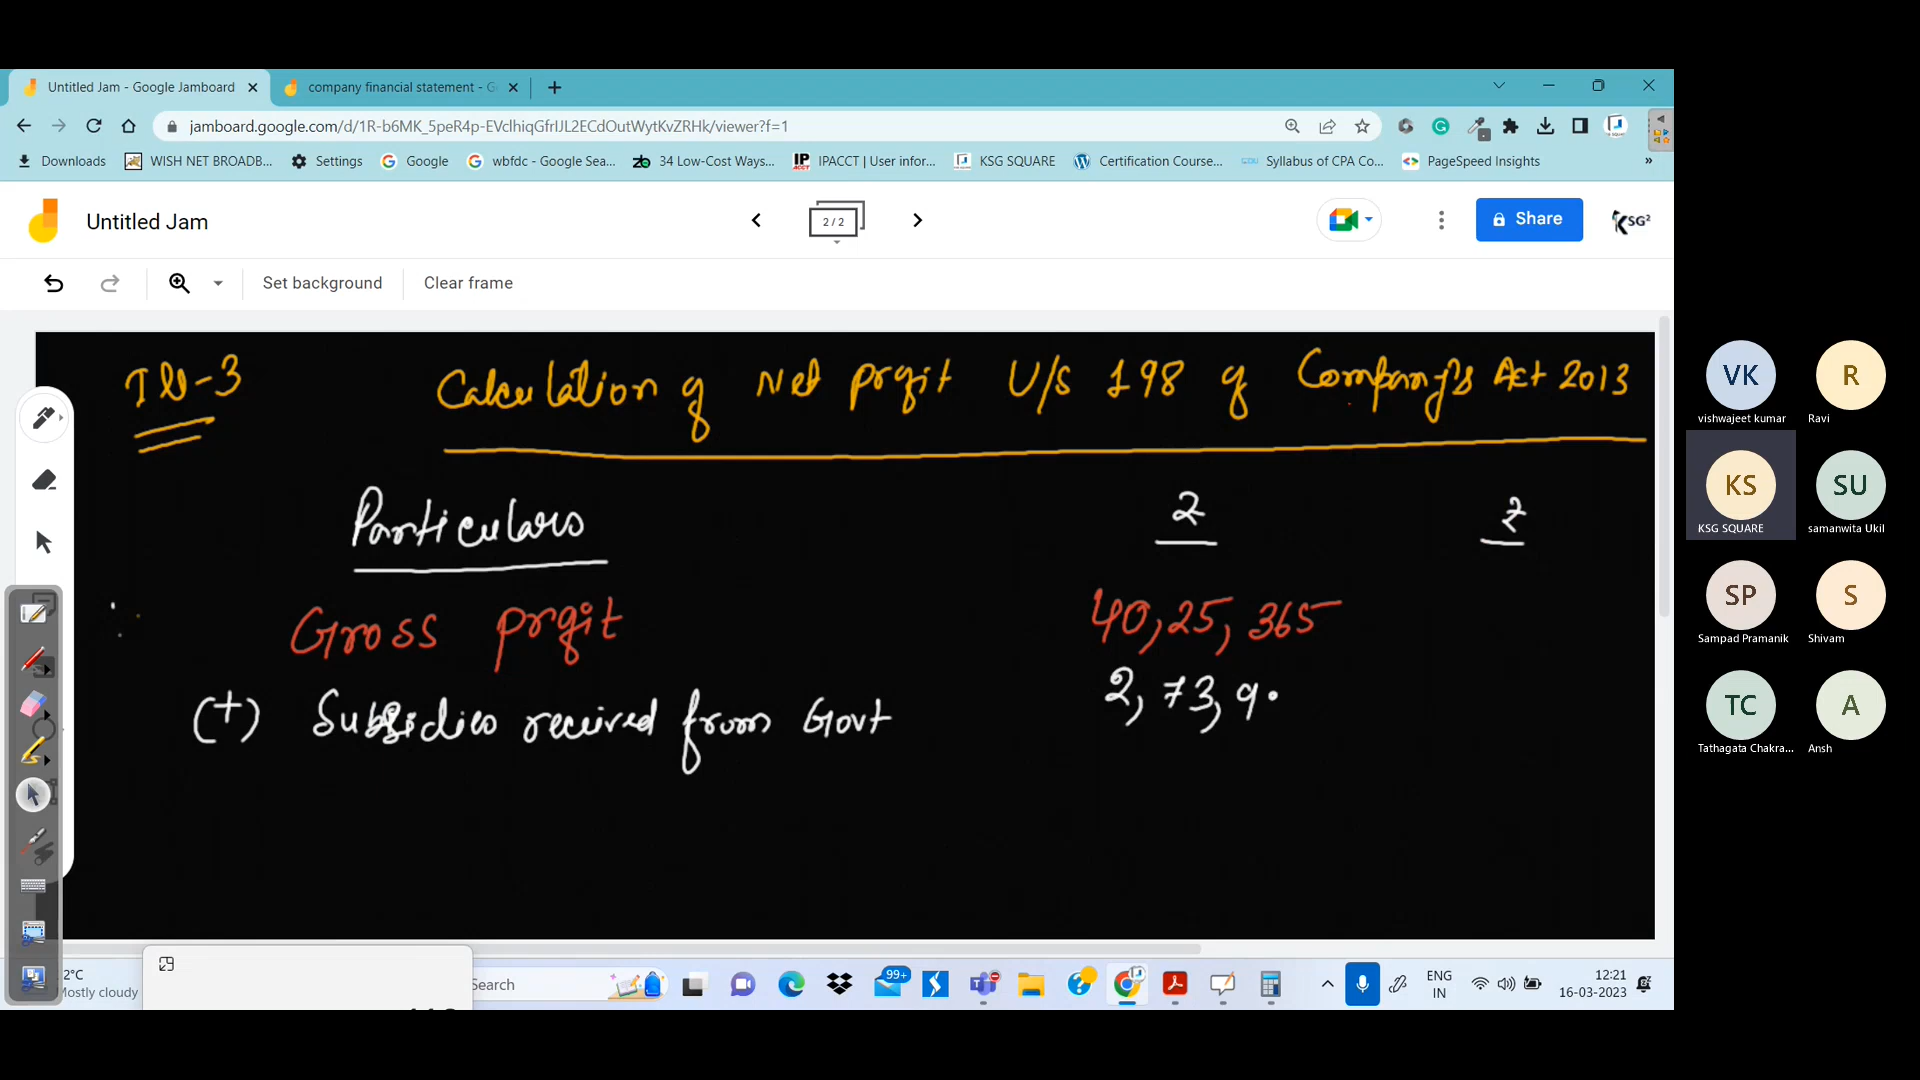 Untitled Jam - Google Jamboard
company financial statement - G
jamboard.google.com/d/1R-b6MK_5peR4p-EVclhiqGfrIJL2ECdOutWytKvZRHk/viewer?f=1
Downloads WISH NET BROADB... Settings Google wbfdc - Google Sea... 34 Low-Cost Ways... IPACCT | User infor... KSG SQUARE Certification Course... Syllabus of CPA Co... PageSpeed Insights »
Untitled Jam
2 / 2
Share
KSG²
Set background
Clear frame
Ill-3 Calculation of Net profit U/s 198 of Company's Act 2013
Particulars ₹ ₹
Gross profit 40,25,365
(+) Subsidies received from Govt 2,73,9
VK
vishwajeet kumar
R
Ravi
KS
KSG SQUARE
SU
samanwita Ukil
SP
Sampad Pramanik
S
Shivam
TC
Tathagata Chakra...
A
Ansh
2°C
Mostly cloudy
Search
99+
ENG
IN
12:21
16-03-2023